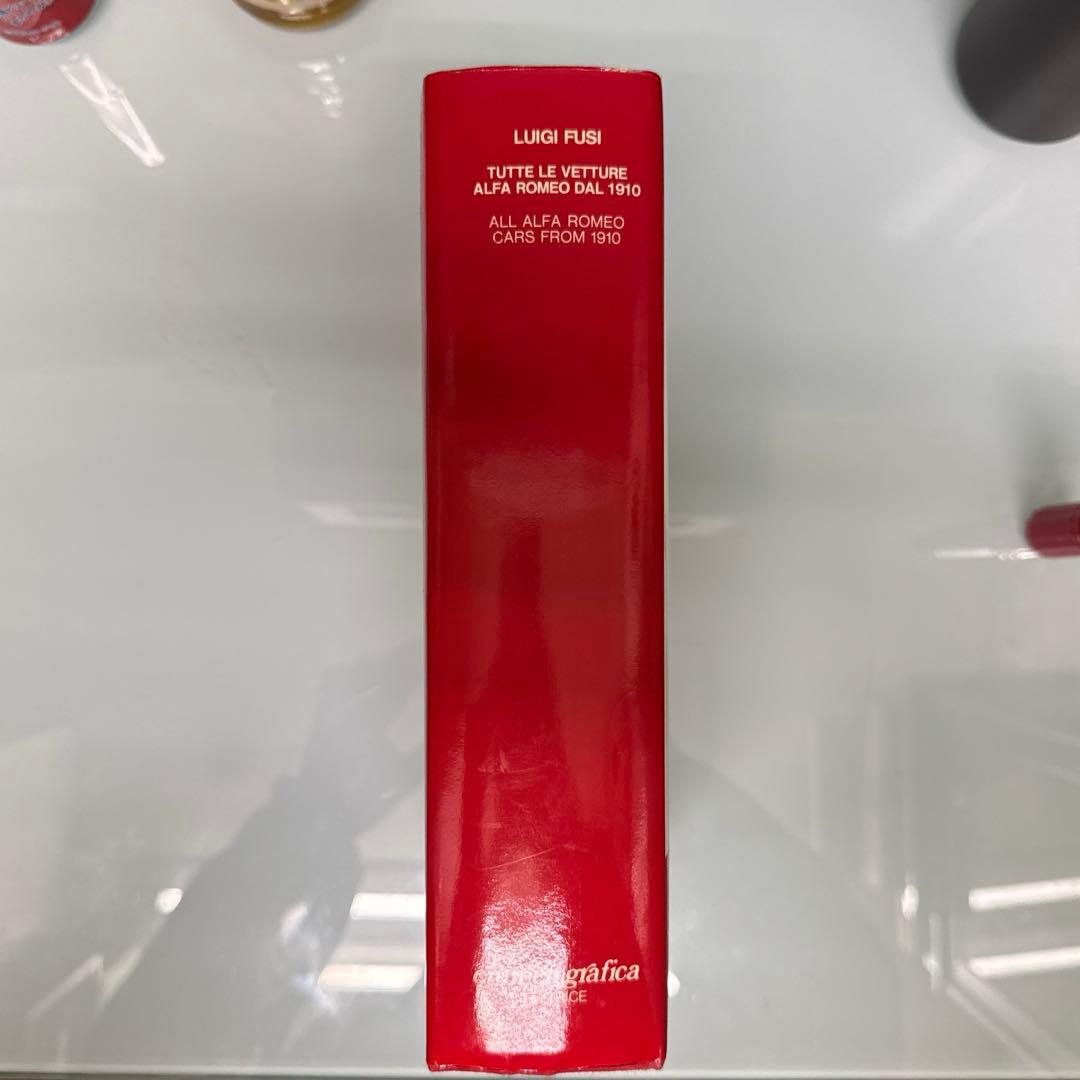 LUIGI FUSI
TUTTE LE VETTURE
ALFA ROMEO DAL 1910
ALL ALFA ROMEO
CARS FROM 1910